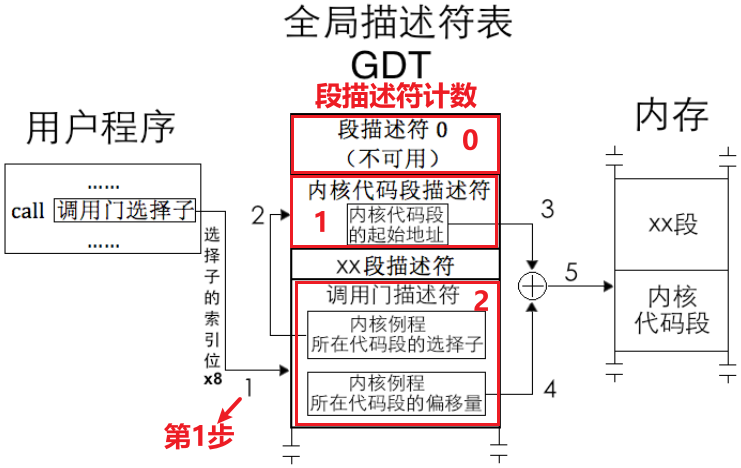 全局描述符表
GDT
段描述符计数
用户程序
……
call 调用门选择子
……
选择子的索引位x8
1
第1步
段描述符 0
（不可用）
0
内核代码段描述符
1
内核代码段
的起始地址
xx段描述符
调用门描述符
2
内核例程
所在代码段的选择子
内核例程
所在代码段的偏移量
2
3
4
5
内存
xx段
内核
代码段